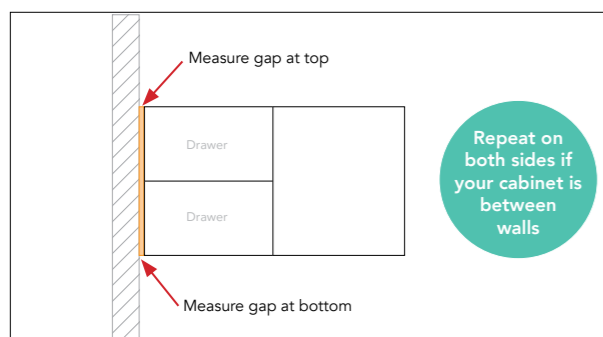 Measure gap at top
Drawer
Drawer
Measure gap at bottom
Repeat on
both sides if
your cabinet is
between
walls